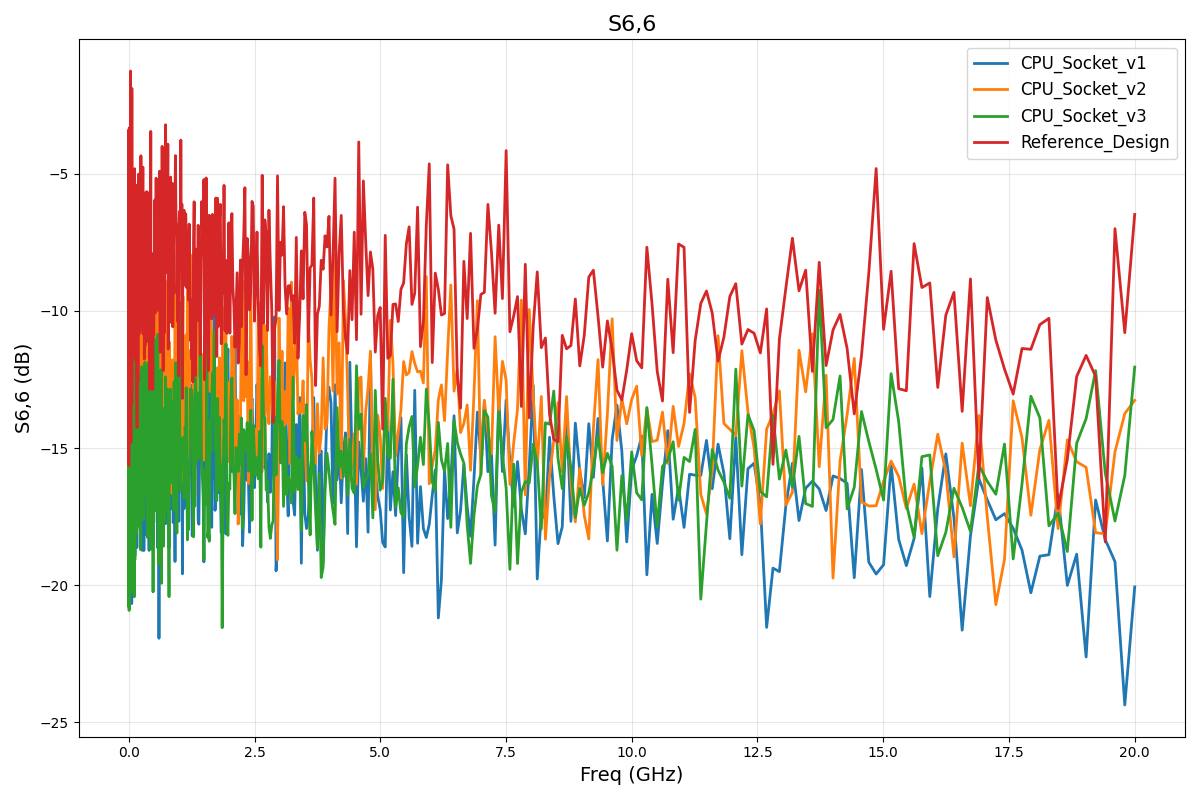 S6,6
CPU_Socket_v1
CPU_Socket_v2
CPU_Socket_v3
Reference_Design
S6,6 (dB)
−5
−10
−15
−20
−25
0.0 2.5 5.0 7.5 10.0 12.5 15.0 17.5 20.0
Freq (GHz)